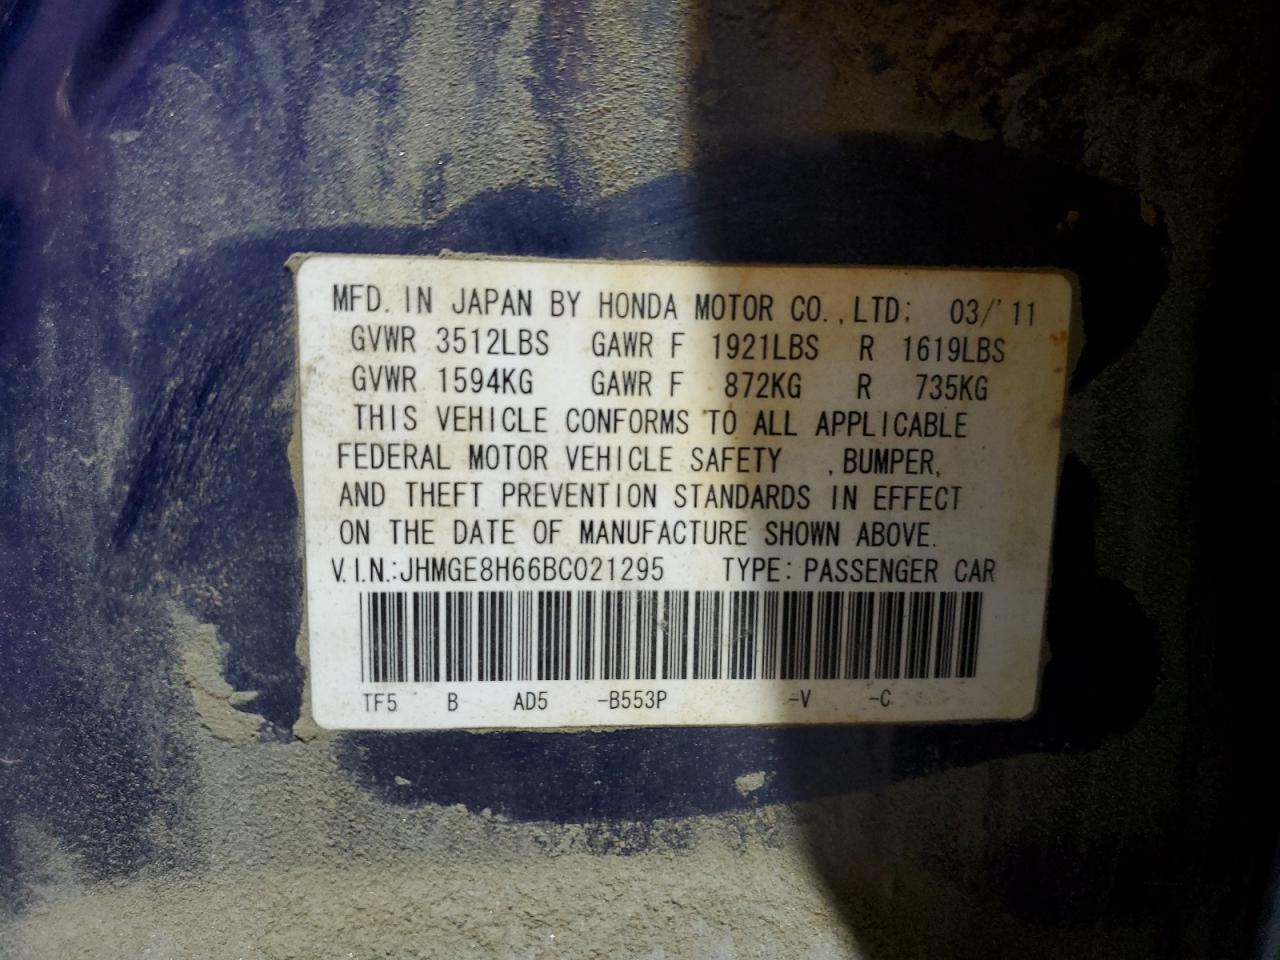 MFD. IN JAPAN BY HONDA MOTOR CO.,LTD; 03/'11
GVWR 3512LBS GAWR F 1921LBS R 1619LBS
GVWR 1594KG GAWR F 872KG R 735KG
THIS VEHICLE CONFORMS TO ALL APPLICABLE
FEDERAL MOTOR VEHICLE SAFETY ,BUMPER,
AND THEFT PREVENTION STANDARDS IN EFFECT
ON THE DATE OF MANUFACTURE SHOWN ABOVE.
V.I.N.:JHMGE8H66BC021295 TYPE: PASSENGER CAR
TF5 B AD5 -B553P -V -C